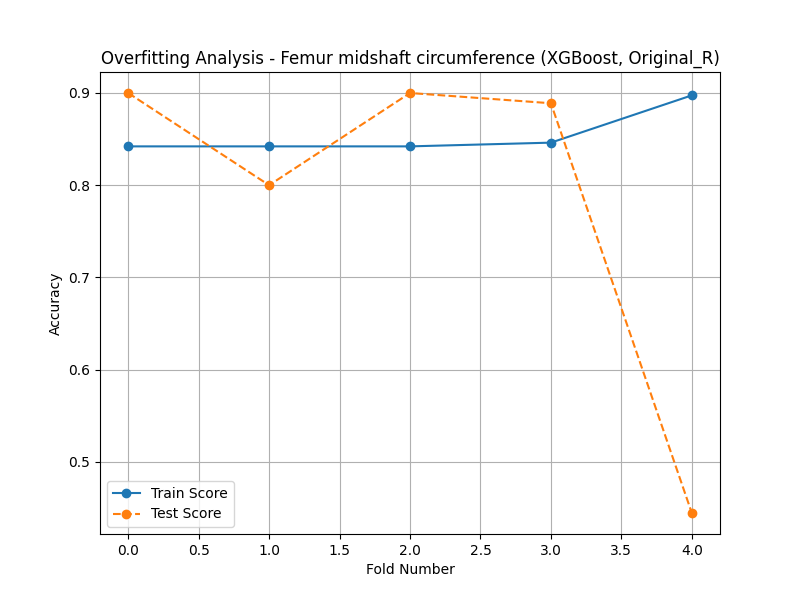 Overfitting Analysis - Femur midshaft circumference (XGBoost, Original_R)
0.9
0.8
0.7
0.6
0.5
Accuracy
Train Score
Test Score
0.0 0.5 1.0 1.5 2.0 2.5 3.0 3.5 4.0
Fold Number